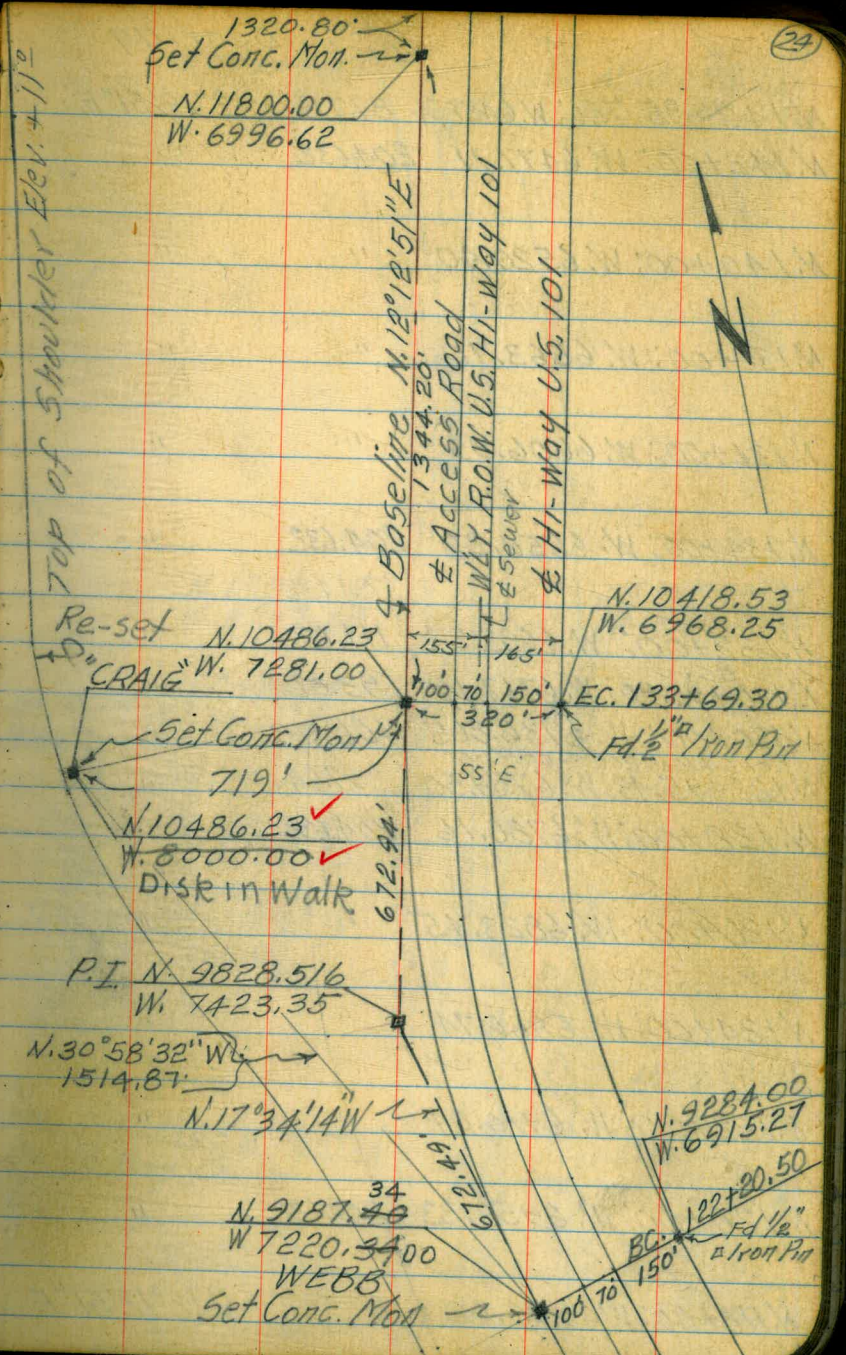 24
1320.80'
Set Conc. Mon.
N. 11800.00
W. 6996.62
Top of Shoulder Elev. +11°
℄ Baseline N.12°12'51"E
1344.20'
℄ Access Road
W'LY. R.O.W. U.S. Hi-Way 101
℄ Sewer
℄ Hi-Way U.S. 101
N. 10418.53
W. 6968.25
Re-set
"CRAIG"
N. 10486.23
W. 7281.00
155' 165'
100' 70' 150'
320'
EC. 133+69.30
Fd. 1/2" Iron Pin
Set Conc. Mon
719'
55' E
N. 10486.23
W. 8000.00
Disk in Walk
672.94'
P.I. N. 9828.516
W. 7423.35
N.30°58'32"W
1514.87'
N.17°34'14"W
672.49'
N. 9284.00
W. 6915.27
34
N. 9187.40
W 7220.34 00
WEBB
Set Conc. Mon
BC. 122+20.50
Fd 1/2"
Iron Pin
100' 70' 150'
N